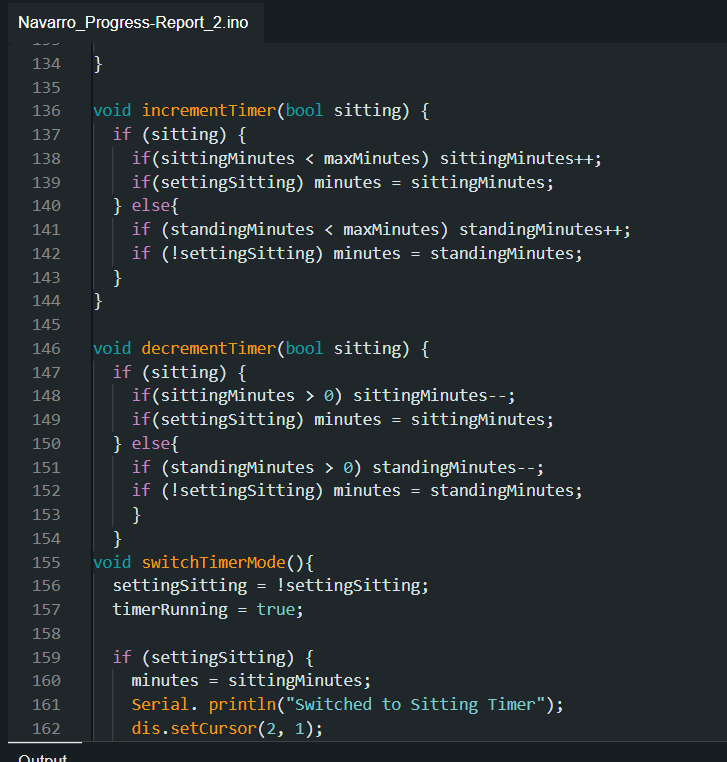 Navarro_Progress-Report_2.ino
134 }
135
136 void incrementTimer(bool sitting) {
137 if (sitting) {
138 if(sittingMinutes < maxMinutes) sittingMinutes++;
139 if(settingSitting) minutes = sittingMinutes;
140 } else{
141 if (standingMinutes < maxMinutes) standingMinutes++;
142 if (!settingSitting) minutes = standingMinutes;
143 }
144 }
145
146 void decrementTimer(bool sitting) {
147 if (sitting) {
148 if(sittingMinutes > 0) sittingMinutes--;
149 if(settingSitting) minutes = sittingMinutes;
150 } else{
151 if (standingMinutes > 0) standingMinutes--;
152 if (!settingSitting) minutes = standingMinutes;
153 }
154 }
155 void switchTimerMode(){
156 settingSitting = !settingSitting;
157 timerRunning = true;
158
159 if (settingSitting) {
160 minutes = sittingMinutes;
161 Serial. println("Switched to Sitting Timer");
162 dis.setCursor(2, 1);
Output